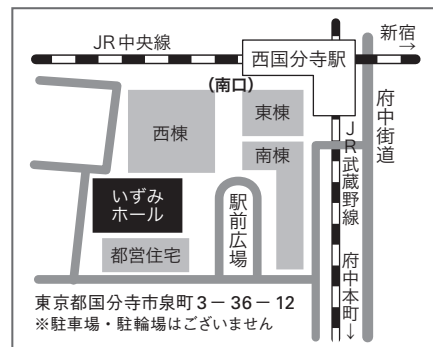 JR中央線
西国分寺駅
新宿
→
(南口)
東棟
西棟
南棟
府中街道
JR武蔵野線
いずみ
ホール
駅前広場
都営住宅
府中本町→
東京都国分寺市泉町3−36−12
※駐車場・駐輪場はございません